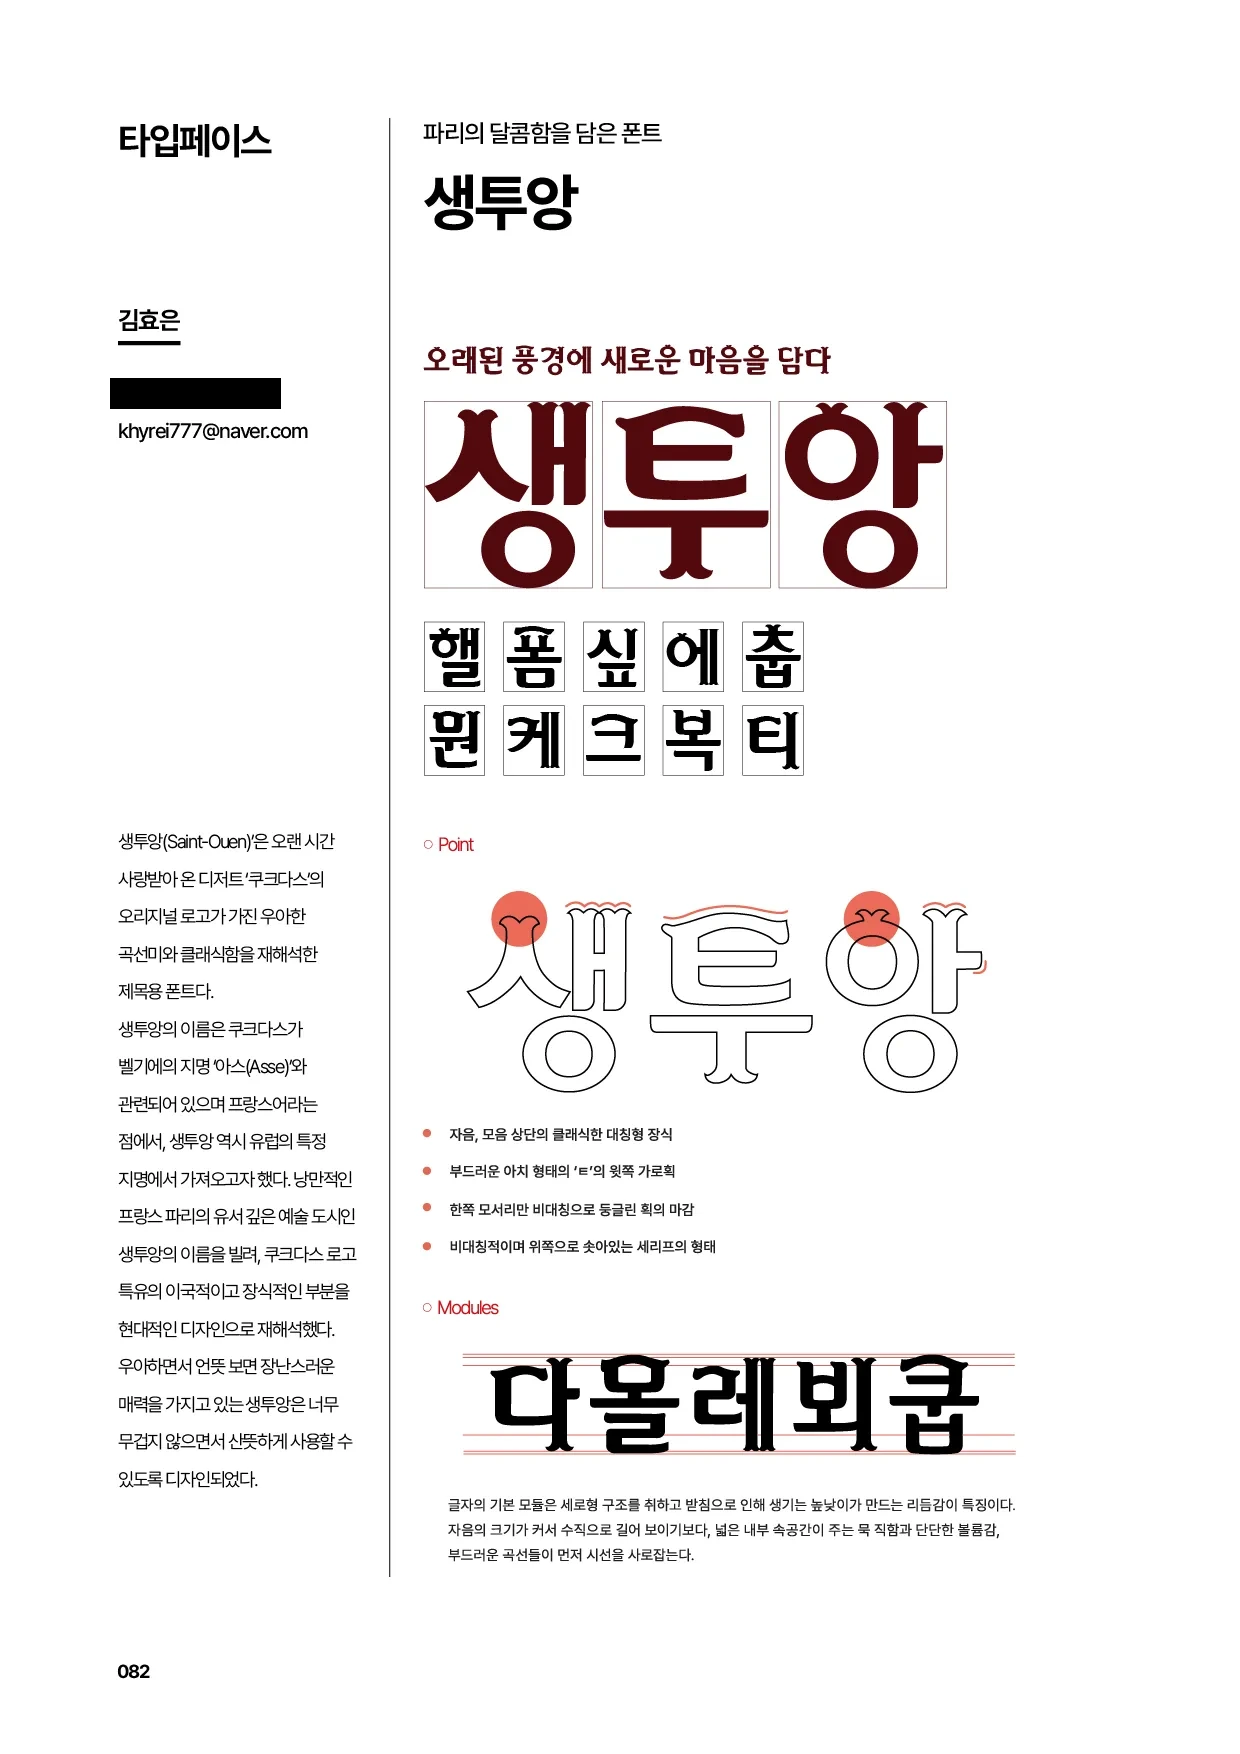 타입페이스
김효은
khyrei777@naver.com
생투앙(Saint-Ouen)’은 오랜 시간
사랑받아 온 디저트 ‘쿠크다스’의
오리지널 로고가 가진 우아한
곡선미와 클래식함을 재해석한
제목용 폰트다.
생투앙의 이름은 쿠크다스가
벨기에의 지명 ‘아스(Asse)’와
관련되어 있으며 프랑스어라는
점에서, 생투앙 역시 유럽의 특정
지명에서 가져오고자 했다. 낭만적인
프랑스 파리의 유서 깊은 예술 도시인
생투앙의 이름을 빌려, 쿠크다스 로고
특유의 이국적이고 장식적인 부분을
현대적인 디자인으로 재해석했다.
우아하면서 언뜻 보면 장난스러운
매력을 가지고 있는 생투앙은 너무
무겁지 않으면서 산뜻하게 사용할 수
있도록 디자인되었다.
082
파리의 달콤함을 담은 폰트
생투앙
오래된 풍경에 새로운 마음을 담다
생투앙
핼 폼 싶 에 춥
뭔 케 크 복 티
Point
생투앙
자음, 모음 상단의 클래식한 대칭형 장식
부드러운 아치 형태의 ‘ㅌ’의 윗쪽 가로획
한쪽 모서리만 비대칭으로 둥글린 획의 마감
비대칭적이며 위쪽으로 솟아있는 세리프의 형태
Modules
다몰레뵈쿱
글자의 기본 모듈은 세로형 구조를 취하고 받침으로 인해 생기는 높낮이가 만드는 리듬감이 특징이다.
자음의 크기가 커서 수직으로 길어 보이기보다, 넓은 내부 속공간이 주는 묵 직함과 단단한 볼륨감,
부드러운 곡선들이 먼저 시선을 사로잡는다.